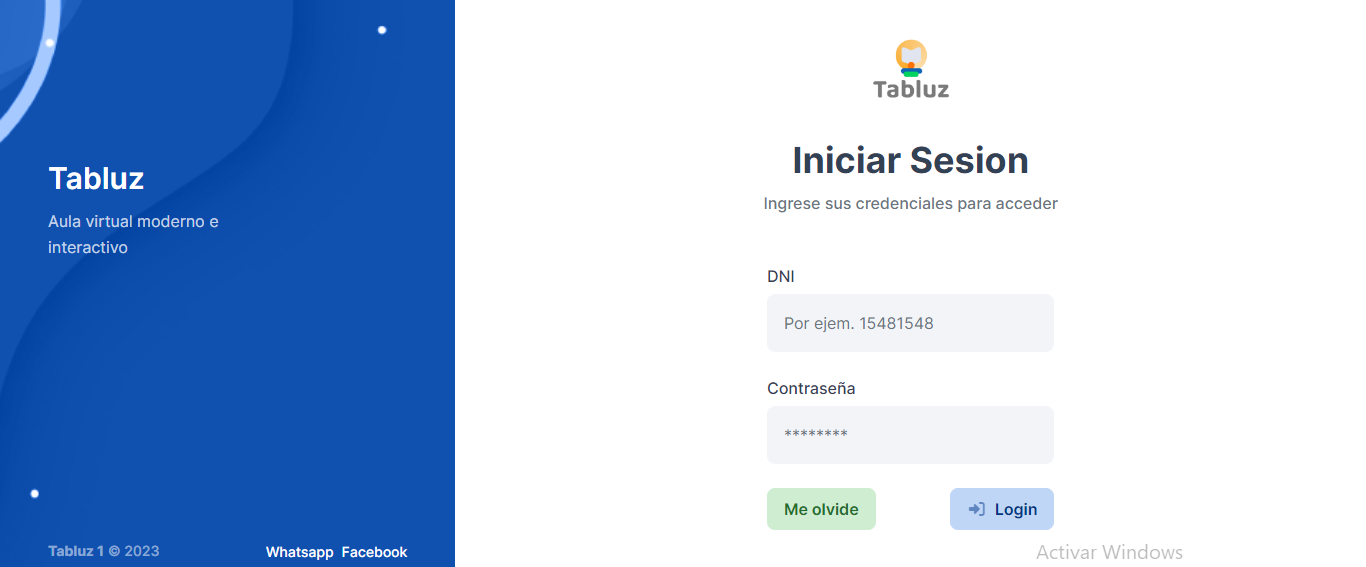 Tabluz
Aula virtual moderno e
interactivo
Tabluz 1 © 2023
Whatsapp Facebook
Tabluz
Iniciar Sesion
Ingrese sus credenciales para acceder
DNI
Por ejem. 15481548
Contraseña
********
Me olvide
Login
Activar Windows